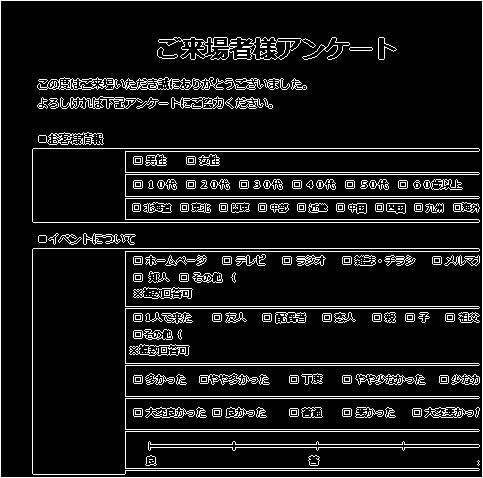 ご来場者様アンケート
この度はご来場いただき誠にありがとうございました。
よろしければ下記アンケートにご協力ください。
□お客様情報
□ 男性 □ 女性
□ 10代 □ 20代 □ 30代 □ 40代 □ 50代 □ 60歳以上
□ 北海道 □ 東北 □ 関東 □ 中部 □ 近畿 □ 中国 □ 四国 □ 九州 □海外
□イベントについて
□ ホームページ □ テレビ □ ラジオ □ 雑誌・チラシ □ メルマガ
□ 知人 □ その他 (
※複数回答可
□1人で来た □ 友人 □ 配偶者 □ 恋人 □ 親 □ 子 □ 祖父
□その他 (
※複数回答可
□ 多かった □やや多かった □ 丁度 □ やや少なかった □ 少なか
□ 大変良かった □ 良かった □ 普通 □ 悪かった □ 大変悪かった
良 普